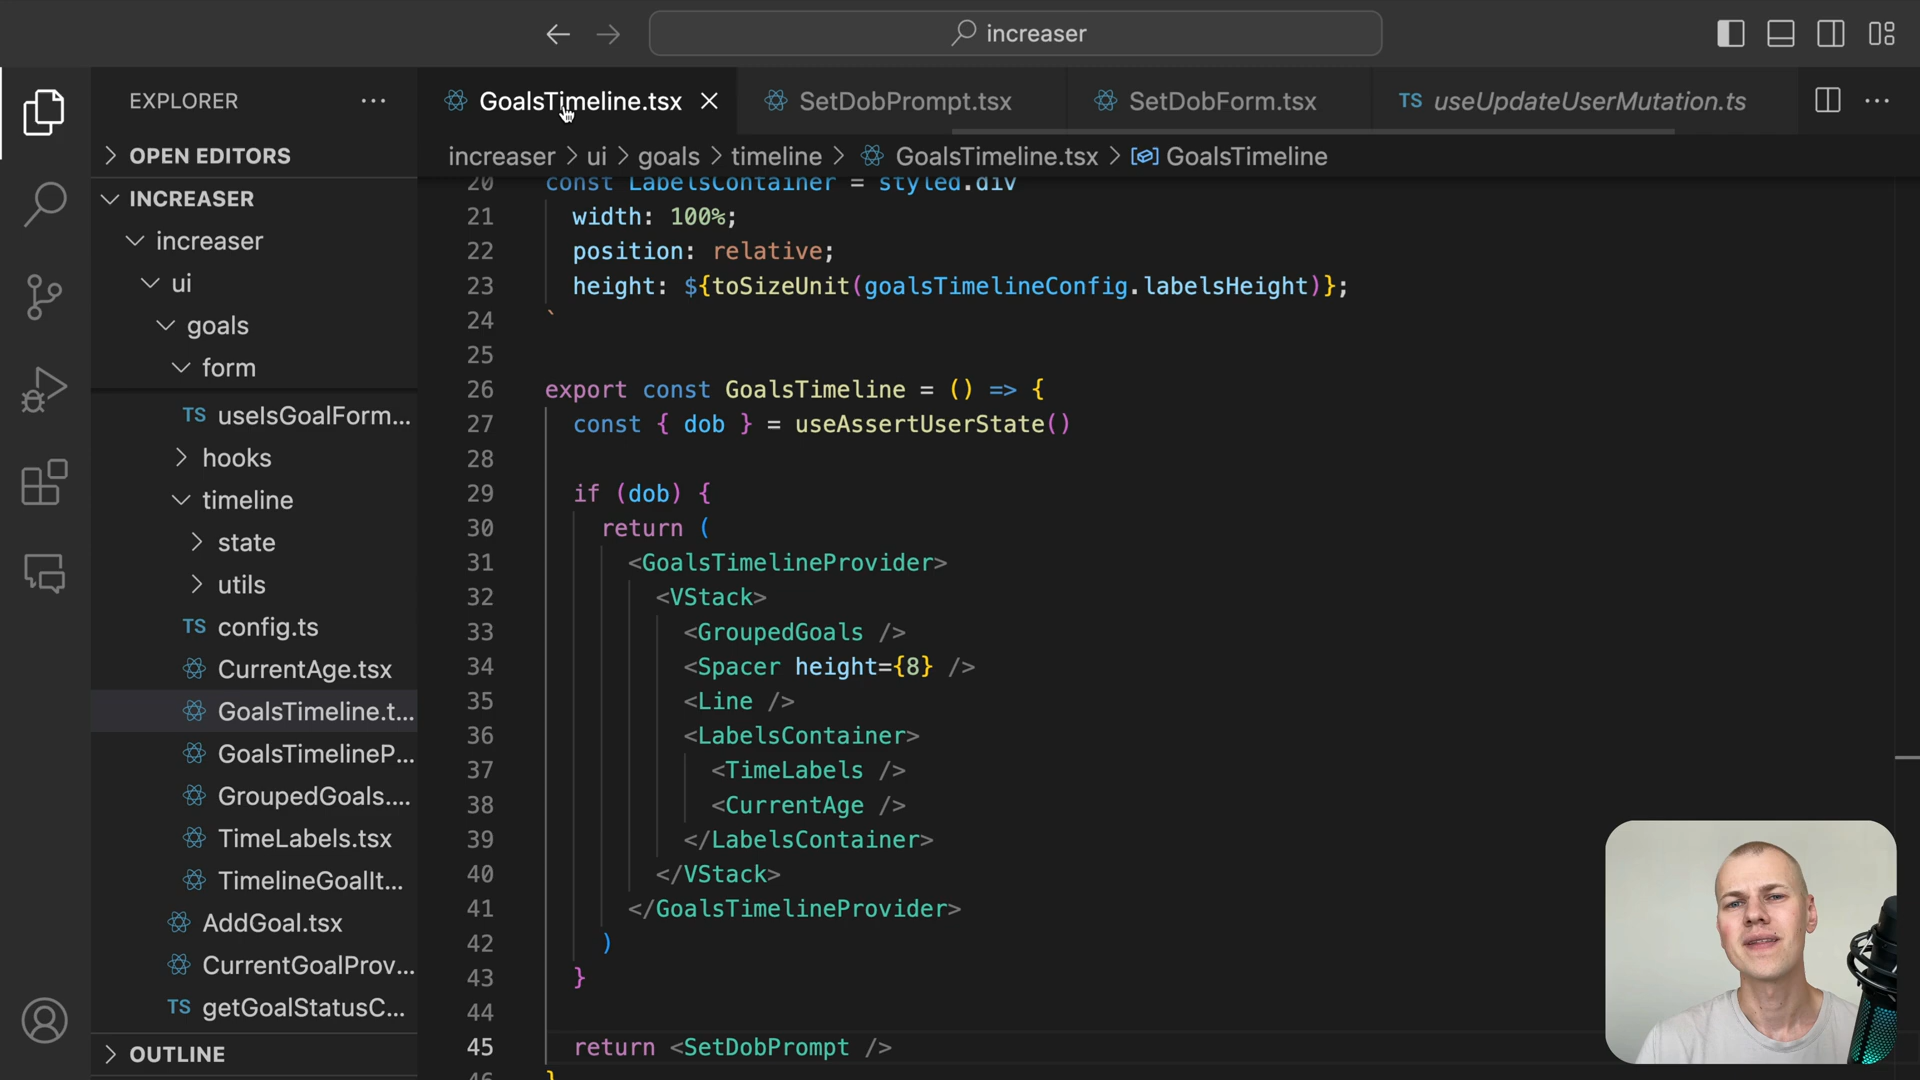 increaser
EXPLORER
OPEN EDITORS
INCREASER
increaser
ui
goals
form
TS useIsGoalForm...
hooks
timeline
state
utils
TS config.ts
CurrentAge.tsx
GoalsTimeline.t...
GoalsTimelineP...
GroupedGoals....
TimeLabels.tsx
TimelineGoalIt...
AddGoal.tsx
CurrentGoalProv...
TS getGoalStatusC...
OUTLINE
GoalsTimeline.tsx
SetDobPrompt.tsx
SetDobForm.tsx
TS useUpdateUserMutation.ts
increaser > ui > goals > timeline > GoalsTimeline.tsx > GoalsTimeline
20 const LabelsContainer = styled.div
21 width: 100%;
22 position: relative;
23 height: ${toSizeUnit(goalsTimelineConfig.labelsHeight)};
24 `
25
26 export const GoalsTimeline = () => {
27 const { dob } = useAssertUserState()
28
29 if (dob) {
30 return (
31 <GoalsTimelineProvider>
32 <VStack>
33 <GroupedGoals />
34 <Spacer height={8} />
35 <Line />
36 <LabelsContainer>
37 <TimeLabels />
38 <CurrentAge />
39 </LabelsContainer>
40 </VStack>
41 </GoalsTimelineProvider>
42 )
43 }
44
45 return <SetDobPrompt />
46 }